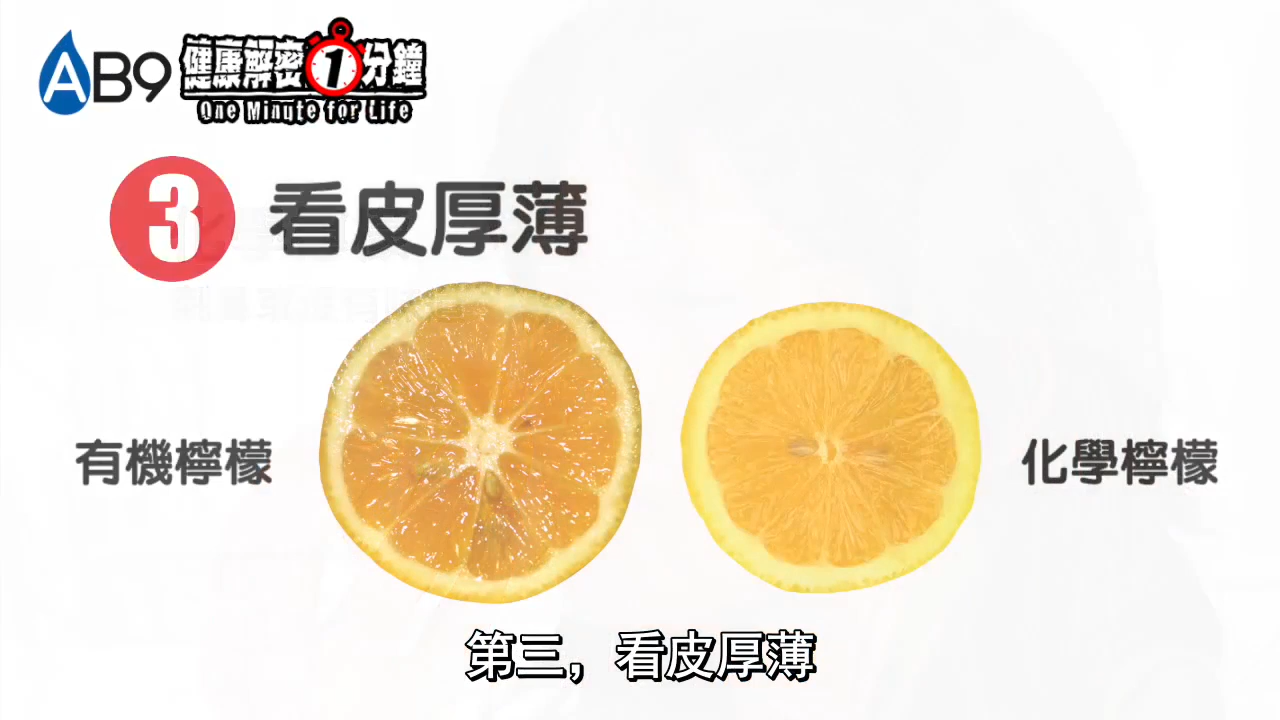 AB9 健康解密1分鐘
One Minute for Life
3 看皮厚薄
有機檸檬
化學檸檬
第三，看皮厚薄